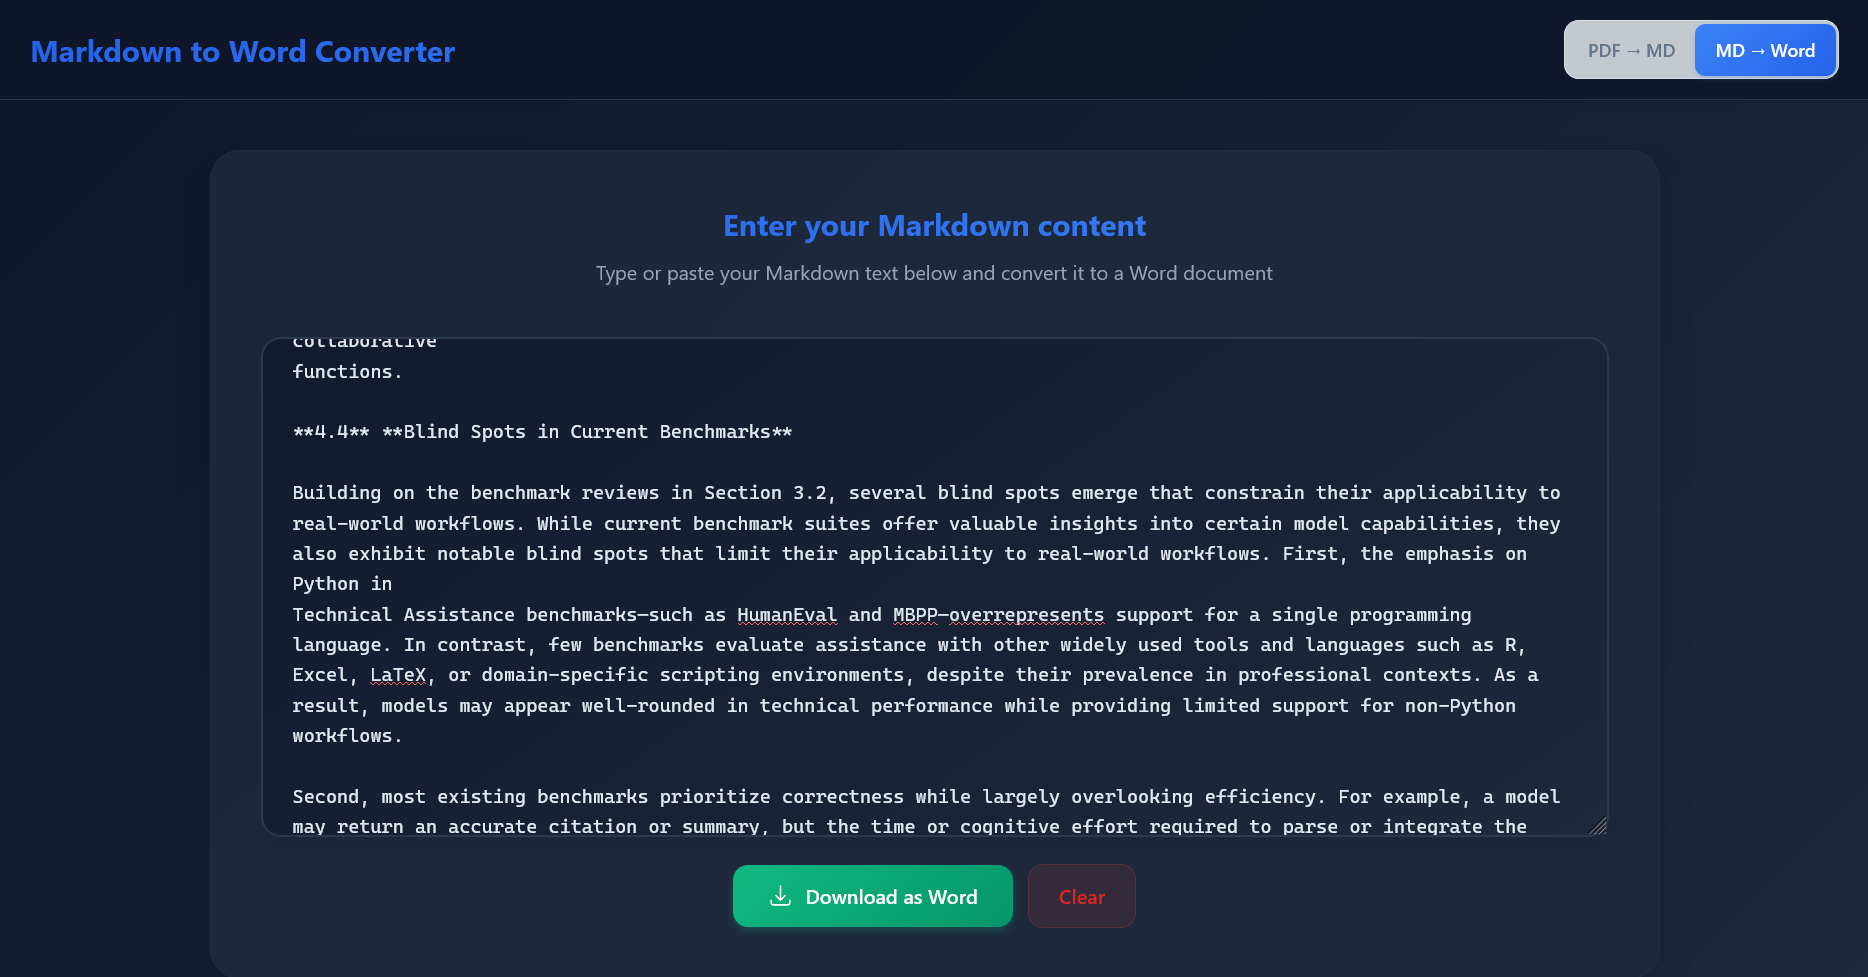 Markdown to Word Converter
PDF → MD
MD → Word
Enter your Markdown content
Type or paste your Markdown text below and convert it to a Word document
collaborative
functions.
**4.4** **Blind Spots in Current Benchmarks**
Building on the benchmark reviews in Section 3.2, several blind spots emerge that constrain their applicability to
real-world workflows. While current benchmark suites offer valuable insights into certain model capabilities, they
also exhibit notable blind spots that limit their applicability to real-world workflows. First, the emphasis on
Python in
Technical Assistance benchmarks—such as HumanEval and MBPP—overrepresents support for a single programming
language. In contrast, few benchmarks evaluate assistance with other widely used tools and languages such as R,
Excel, LaTeX, or domain-specific scripting environments, despite their prevalence in professional contexts. As a
result, models may appear well-rounded in technical performance while providing limited support for non-Python
workflows.
Second, most existing benchmarks prioritize correctness while largely overlooking efficiency. For example, a model
may return an accurate citation or summary, but the time or cognitive effort required to parse or integrate the
Download as Word
Clear